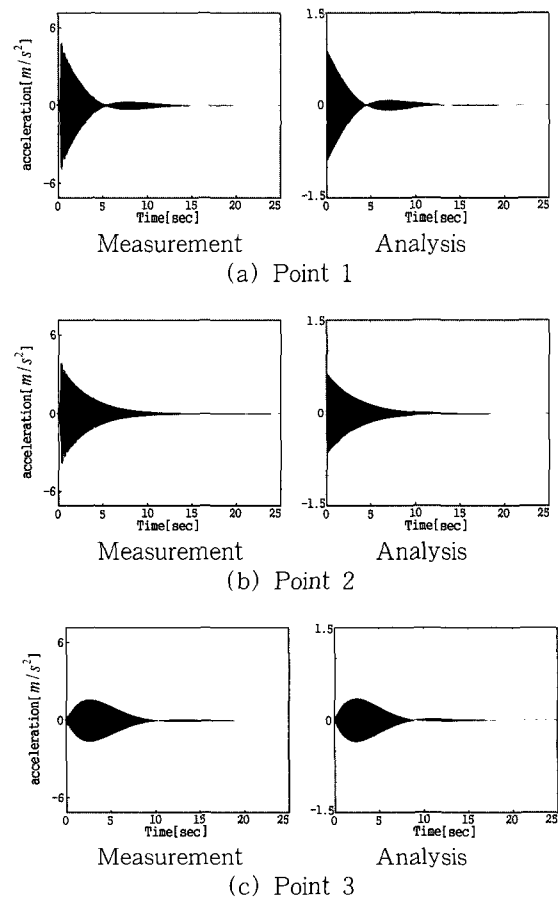 acceleration[m/s²]
6
0
-6
0 5 10 15 20 25
Time[sec]
Measurement
1.5
0
-1.5
0 5 10 15 20 25
Time[sec]
Analysis
(a) Point 1
acceleration[m/s²]
6
0
-6
0 5 10 15 20 25
Time[sec]
Measurement
1.5
0
-1.5
0 5 10 15 20 25
Time[sec]
Analysis
(b) Point 2
acceleration[m/s²]
6
0
-6
0 5 10 15 20 25
Time[sec]
Measurement
1.5
0
-1.5
0 5 10 15 20 25
Time[sec]
Analysis
(c) Point 3